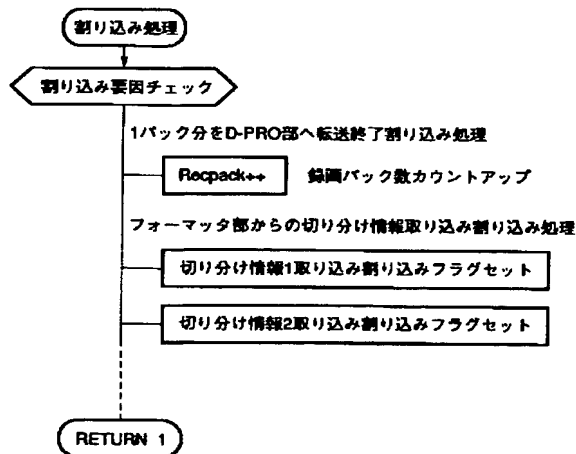 割り込み処理
割り込み要因チェック
1パック分をD-PRO部へ転送終了割り込み処理
Recpack++ 録画パック数カウントアップ
フォーマッタ部からの切り分け情報取り込み割り込み処理
切り分け情報1取り込み割り込みフラグセット
切り分け情報2取り込み割り込みフラグセット
RETURN 1